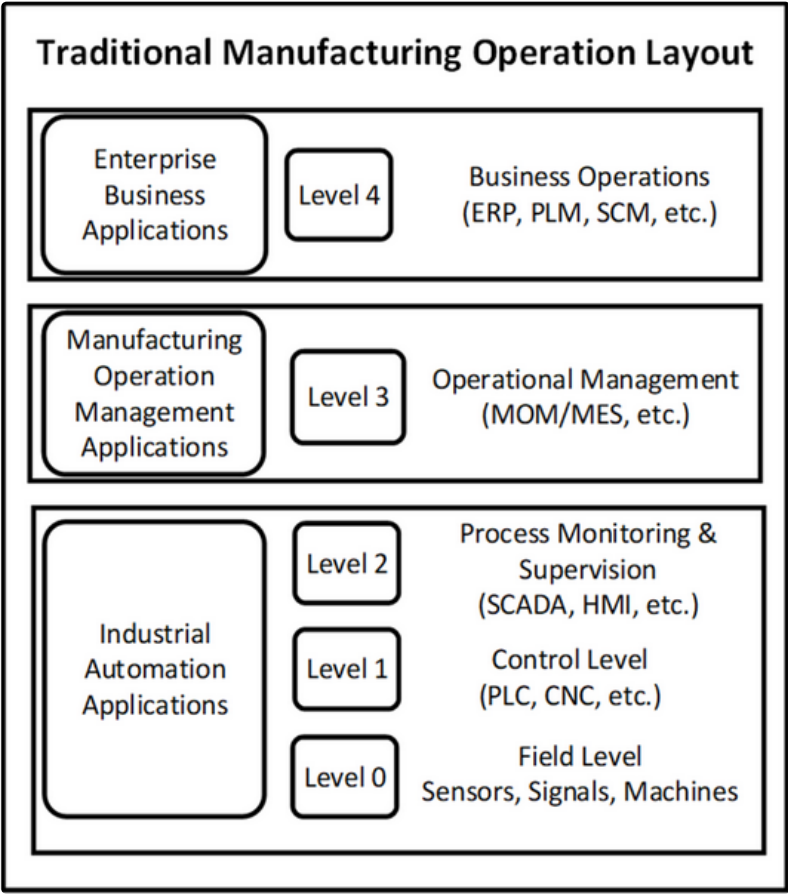 Traditional Manufacturing Operation Layout
Enterprise
Business
Applications
Level 4
Business Operations
(ERP, PLM, SCM, etc.)
Manufacturing
Operation
Management
Applications
Level 3
Operational Management
(MOM/MES, etc.)
Industrial
Automation
Applications
Level 2
Process Monitoring &
Supervision
(SCADA, HMI, etc.)
Level 1
Control Level
(PLC, CNC, etc.)
Level 0
Field Level
Sensors, Signals, Machines